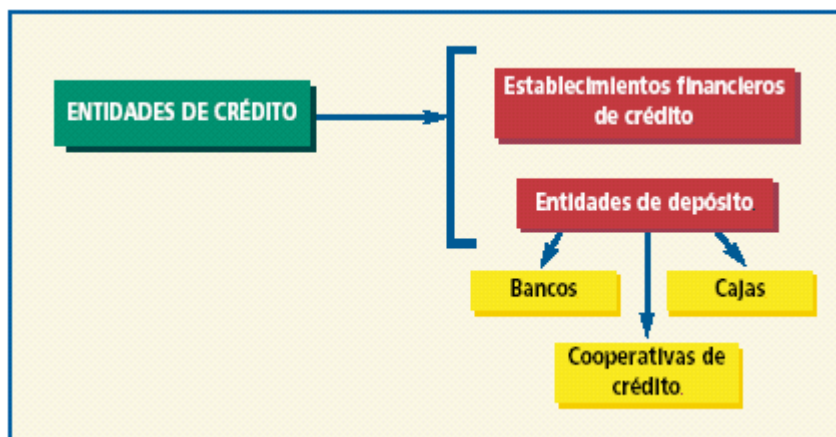 ENTIDADES DE CRÉDITO
Establecimientos financieros
de crédito
Entidades de depósito
Bancos
Cajas
Cooperativas de
crédito.